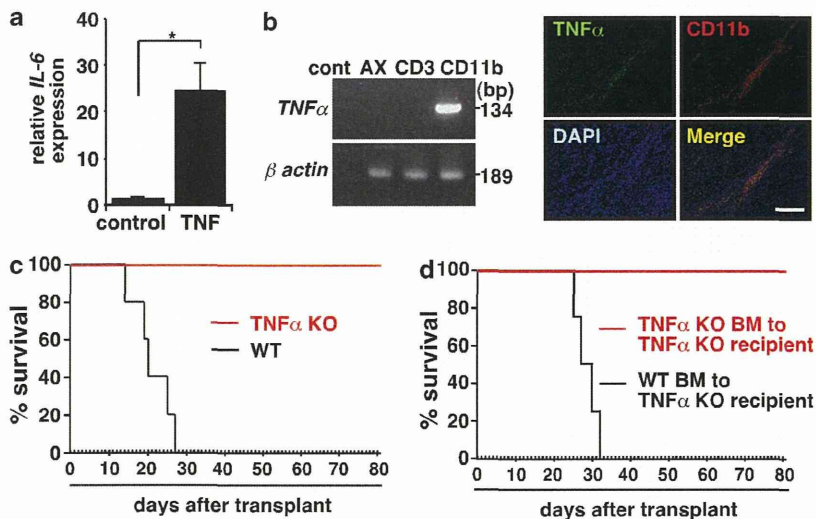 a
relative IL-6
expression
*
40
30
20
10
0
control TNF
b
cont AX CD3 CD11b
(bp)
TNFα
134
β actin
189
TNFα
CD11b
DAPI
Merge
c
% survival
100
80
60
40
20
0
TNFα KO
WT
0 10 20 30 40 50 60 70 80
days after transplant
d
% survival
100
80
60
40
20
0
TNFα KO BM to
TNFα KO recipient
WT BM to
TNFα KO recipient
0 10 20 30 40 50 60 70 80
days after transplant